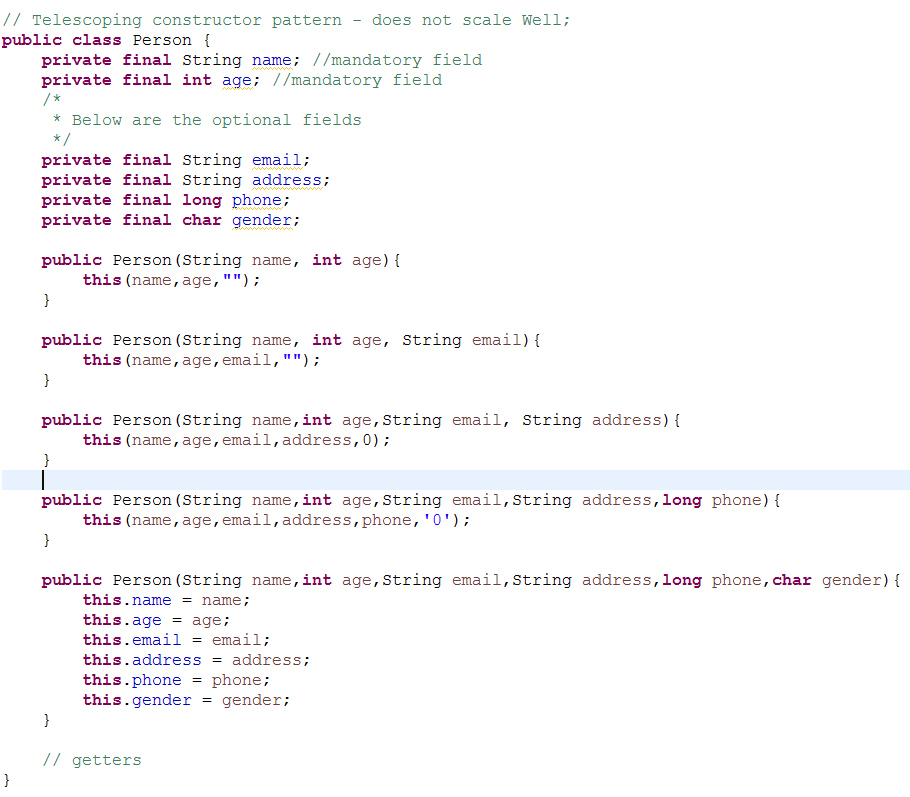 // Telescoping constructor pattern - does not scale Well;
public class Person {
    private final String name; //mandatory field
    private final int age; //mandatory field
    /*
     * Below are the optional fields
     */
    private final String email;
    private final String address;
    private final long phone;
    private final char gender;

    public Person(String name, int age){
        this(name,age,"");
    }

    public Person(String name, int age, String email){
        this(name,age,email,"");
    }

    public Person(String name,int age,String email, String address){
        this(name,age,email,address,0);
    }

    public Person(String name,int age,String email,String address,long phone){
        this(name,age,email,address,phone,'0');
    }

    public Person(String name,int age,String email,String address,long phone,char gender){
        this.name = name;
        this.age = age;
        this.email = email;
        this.address = address;
        this.phone = phone;
        this.gender = gender;
    }

    // getters
}